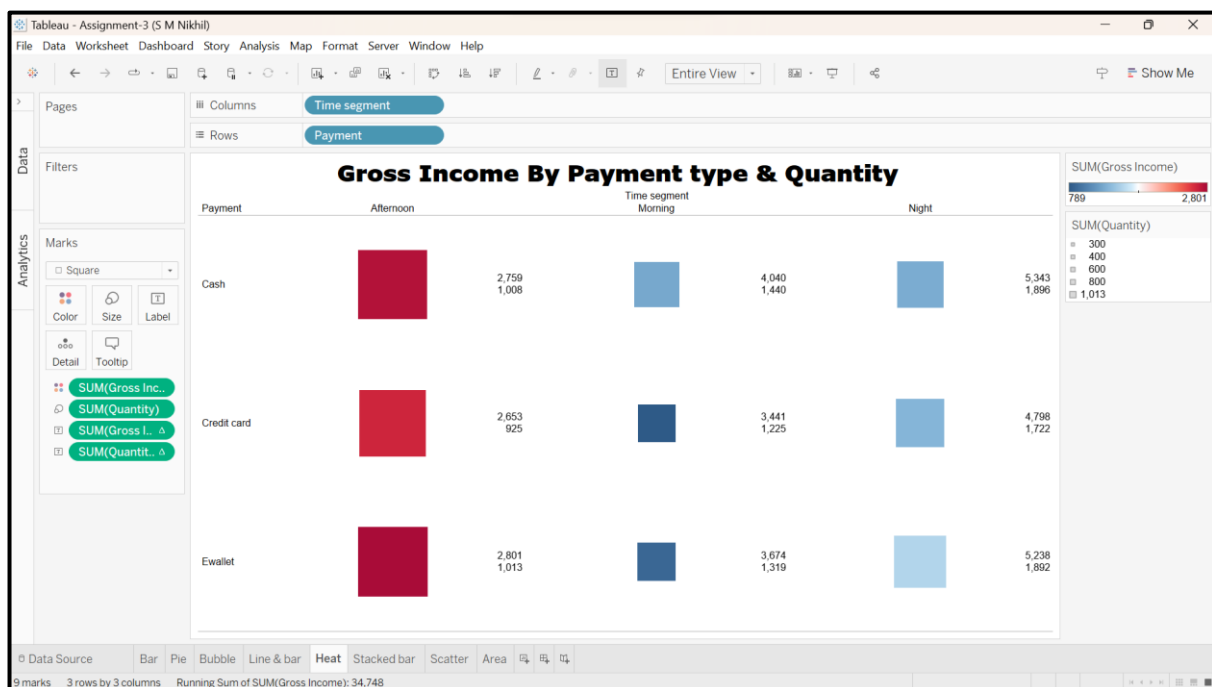 Tableau - Assignment-3 (S M Nikhil)
File Data Worksheet Dashboard Story Analysis Map Format Server Window Help
Entire View
Show Me
Pages
Columns
Time segment
Rows
Payment
Data
Analytics
Filters
Marks
Square
Color Size Label
Detail Tooltip
SUM(Gross Inc..
SUM(Quantity)
SUM(Gross I.. Δ
SUM(Quantit.. Δ
Gross Income By Payment type & Quantity
Time segment
Payment Afternoon Morning Night
Cash
2,759 4,040 5,343
1,008 1,440 1,896
Credit card
2,653 3,441 4,798
925 1,225 1,722
Ewallet
2,801 3,674 5,238
1,013 1,319 1,892
SUM(Gross Income)
789 2,801
SUM(Quantity)
300
400
600
800
1,013
Data Source Bar Pie Bubble Line & bar Heat Stacked bar Scatter Area
9 marks 3 rows by 3 columns Running Sum of SUM(Gross Income): 34,748